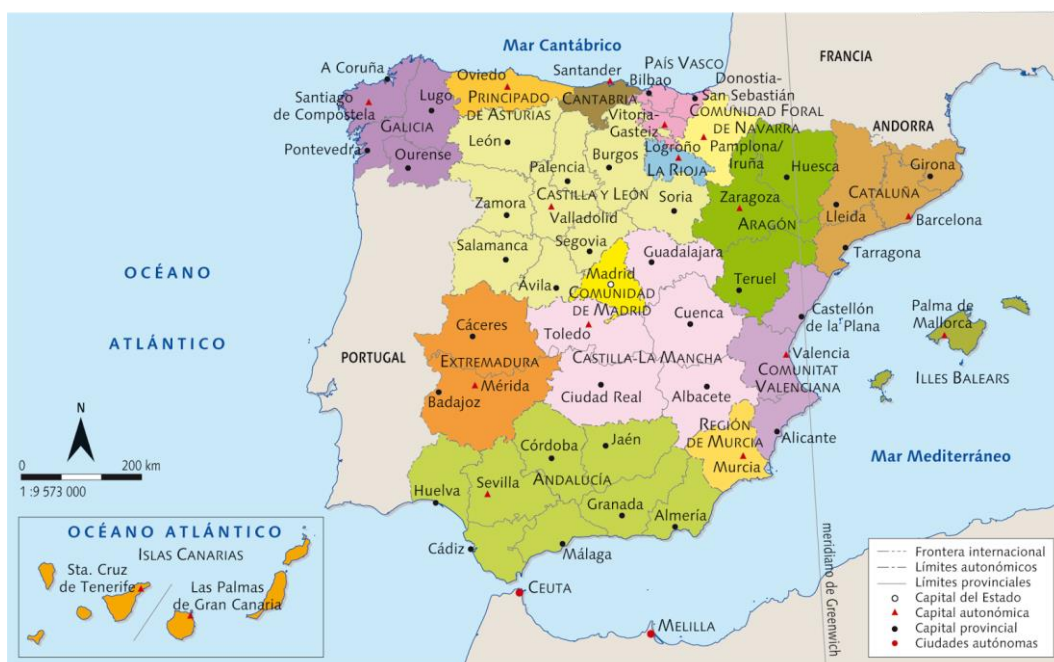 Mar Cantábrico
FRANCIA
A Coruña
Oviedo
Santander
PAÍS VASCO
Bilbao
Donostia-
San Sebastián
Santiago
de Compostela
Lugo
PRINCIPADO
DE ASTURIAS
CANTABRIA
COMUNIDAD FORAL
DE NAVARRA
Vitoria-
Gasteiz
GALICIA
León
ANDORRA
Pontevedra
Ourense
Burgos
Logroño
LA RIOJA
Pamplona/
Iruña
Huesca
Girona
Palencia
CATALUÑA
CASTILLA Y LEÓN
Zamora
Valladolid
Soria
Zaragoza
Lleida
Barcelona
ARAGÓN
Tarragona
Salamanca
Segovia
Guadalajara
OCÉANO
ATLÁNTICO
Ávila
Madrid
COMUNIDAD
DE MADRID
Teruel
Castellón
de la Plana
Palma de
Mallorca
Cáceres
Toledo
Cuenca
PORTUGAL
EXTREMADURA
CASTILLA-LA MANCHA
Valencia
COMUNITAT
VALENCIANA
ILLES BALEARS
Mérida
Badajoz
Ciudad Real
Albacete
N
REGIÓN
DE MURCIA
Alicante
Murcia
Mar Mediterráneo
Córdoba
Jaén
0 200 km
1 :9 573 000
Sevilla
ANDALUCÍA
Huelva
Granada
Almería
Cádiz
Málaga
CEUTA
MELILLA
meridiano de Greenwich
OCÉANO ATLÁNTICO
ISLAS CANARIAS
Sta. Cruz
de Tenerife
Las Palmas
de Gran Canaria
Frontera internacional
Límites autonómicos
Límites provinciales
Capital del Estado
Capital autonómica
Capital provincial
Ciudades autónomas